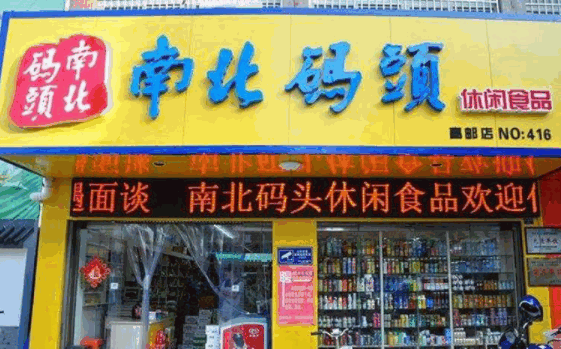 南北
码頭
南北码頭
休闲食品
高邮店 NO:416
面谈 南北码头休闲食品欢迎